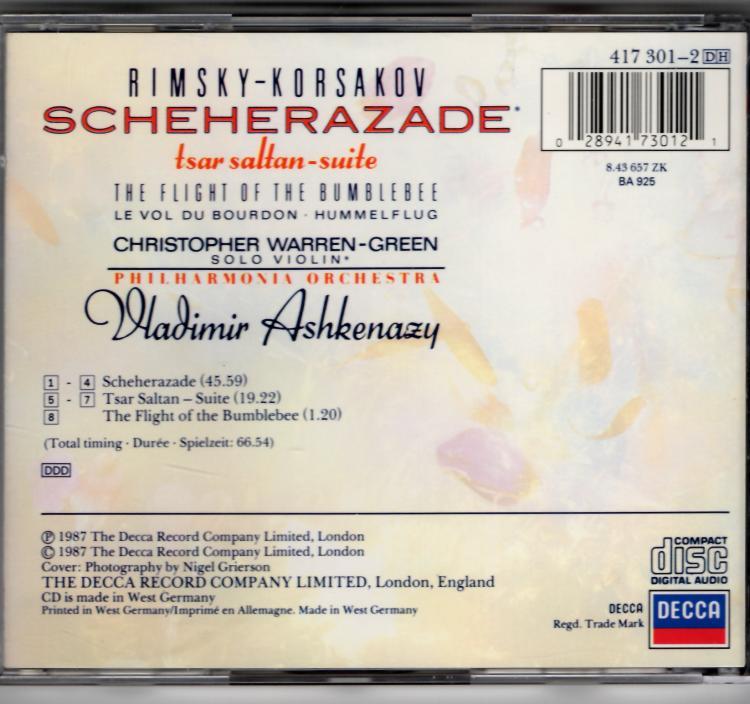 417 301-2 DH
RIMSKY-KORSAKOV
SCHEHERAZADE*
tsar saltan-suite
THE FLIGHT OF THE BUMBLEBEE
LE VOL DU BOURDON · HUMMELFLUG
CHRISTOPHER WARREN-GREEN
SOLO VIOLIN*
PHILHARMONIA ORCHESTRA
Vladimir Ashkenazy
0 28941 73012 1
8.43 657 ZK
BA 925
1 - 4 Scheherazade (45.59)
5 - 7 Tsar Saltan – Suite (19.22)
8 The Flight of the Bumblebee (1.20)
(Total timing · Durée · Spielzeit: 66.54)
DDD
℗ 1987 The Decca Record Company Limited, London
© 1987 The Decca Record Company Limited, London
Cover: Photography by Nigel Grierson
THE DECCA RECORD COMPANY LIMITED, London, England
CD is made in West Germany
Printed in West Germany/Imprimé en Allemagne. Made in West Germany
COMPACT
disc
DIGITAL AUDIO
DECCA
Regd. Trade Mark
DECCA